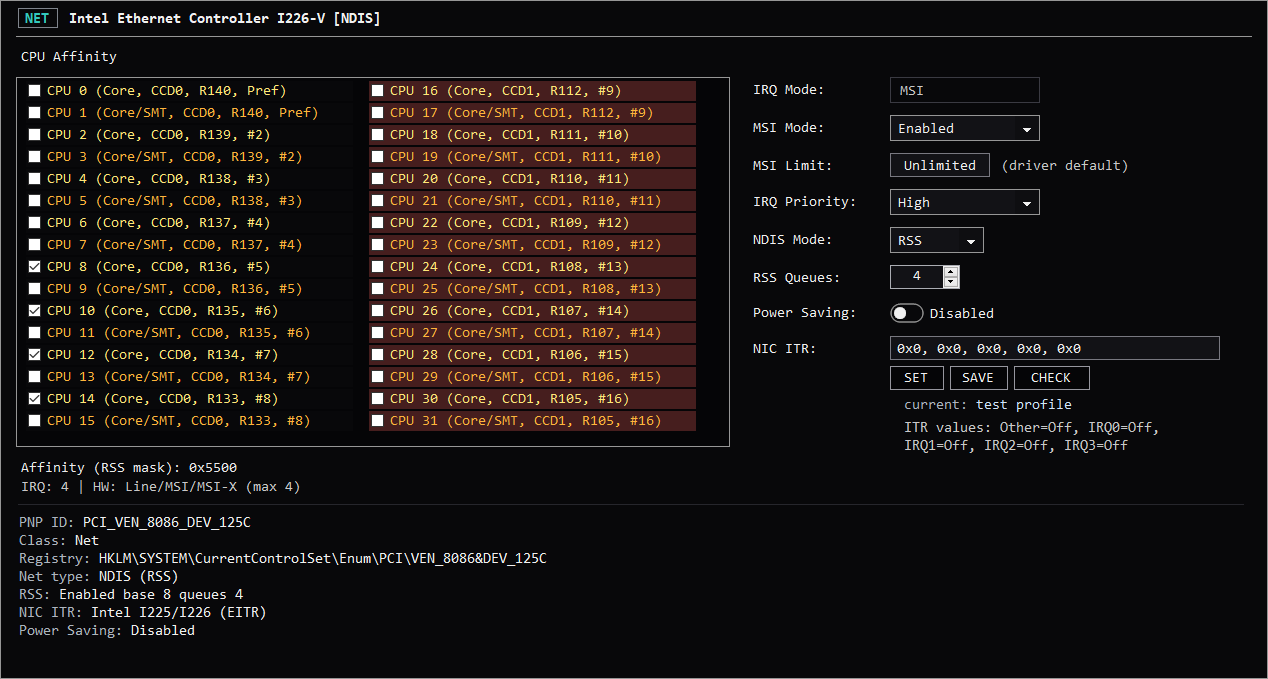 NET Intel Ethernet Controller I226-V [NDIS]
CPU Affinity
CPU 0 (Core, CCD0, R140, Pref)
CPU 1 (Core/SMT, CCD0, R140, Pref)
CPU 2 (Core, CCD0, R139, #2)
CPU 3 (Core/SMT, CCD0, R139, #2)
CPU 4 (Core, CCD0, R138, #3)
CPU 5 (Core/SMT, CCD0, R138, #3)
CPU 6 (Core, CCD0, R137, #4)
CPU 7 (Core/SMT, CCD0, R137, #4)
CPU 8 (Core, CCD0, R136, #5)
CPU 9 (Core/SMT, CCD0, R136, #5)
CPU 10 (Core, CCD0, R135, #6)
CPU 11 (Core/SMT, CCD0, R135, #6)
CPU 12 (Core, CCD0, R134, #7)
CPU 13 (Core/SMT, CCD0, R134, #7)
CPU 14 (Core, CCD0, R133, #8)
CPU 15 (Core/SMT, CCD0, R133, #8)
CPU 16 (Core, CCD1, R112, #9)
CPU 17 (Core/SMT, CCD1, R112, #9)
CPU 18 (Core, CCD1, R111, #10)
CPU 19 (Core/SMT, CCD1, R111, #10)
CPU 20 (Core, CCD1, R110, #11)
CPU 21 (Core/SMT, CCD1, R110, #11)
CPU 22 (Core, CCD1, R109, #12)
CPU 23 (Core/SMT, CCD1, R109, #12)
CPU 24 (Core, CCD1, R108, #13)
CPU 25 (Core/SMT, CCD1, R108, #13)
CPU 26 (Core, CCD1, R107, #14)
CPU 27 (Core/SMT, CCD1, R107, #14)
CPU 28 (Core, CCD1, R106, #15)
CPU 29 (Core/SMT, CCD1, R106, #15)
CPU 30 (Core, CCD1, R105, #16)
CPU 31 (Core/SMT, CCD1, R105, #16)
Affinity (RSS mask): 0x5500
IRQ: 4 | HW: Line/MSI/MSI-X (max 4)
IRQ Mode: MSI
MSI Mode: Enabled
MSI Limit: Unlimited (driver default)
IRQ Priority: High
NDIS Mode: RSS
RSS Queues: 4
Power Saving: Disabled
NIC ITR: 0x0, 0x0, 0x0, 0x0, 0x0
SET SAVE CHECK
current: test profile
ITR values: Other=Off, IRQ0=Off,
IRQ1=Off, IRQ2=Off, IRQ3=Off
PNP ID: PCI_VEN_8086_DEV_125C
Class: Net
Registry: HKLM\SYSTEM\CurrentControlSet\Enum\PCI\VEN_8086&DEV_125C
Net type: NDIS (RSS)
RSS: Enabled base 8 queues 4
NIC ITR: Intel I225/I226 (EITR)
Power Saving: Disabled